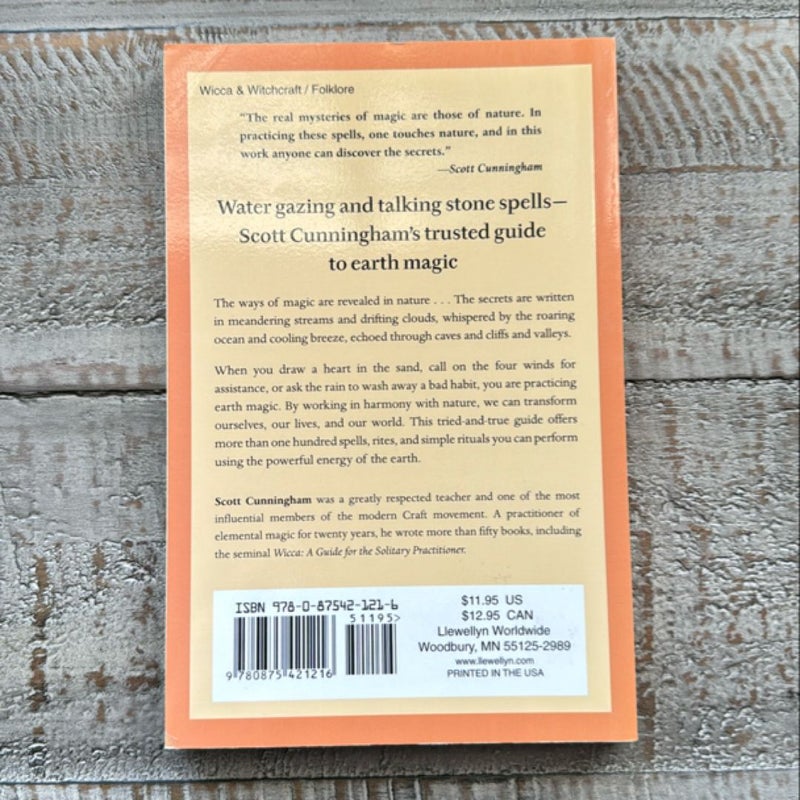 Wicca & Witchcraft / Folklore
"The real mysteries of magic are those of nature. In
practicing these spells, one touches nature, and in this
work anyone can discover the secrets."
—Scott Cunningham
Water gazing and talking stone spells—
Scott Cunningham's trusted guide
to earth magic
The ways of magic are revealed in nature . . . The secrets are written
in meandering streams and drifting clouds, whispered by the roaring
ocean and cooling breeze, echoed through caves and cliffs and valleys.
When you draw a heart in the sand, call on the four winds for
assistance, or ask the rain to wash away a bad habit, you are practicing
earth magic. By working in harmony with nature, we can transform
ourselves, our lives, and our world. This tried-and-true guide offers
more than one hundred spells, rites, and simple rituals you can perform
using the powerful energy of the earth.
Scott Cunningham was a greatly respected teacher and one of the most
influential members of the modern Craft movement. A practitioner of
elemental magic for twenty years, he wrote more than fifty books, including
the seminal Wicca: A Guide for the Solitary Practitioner.
ISBN 978-0-87542-121-6
51195>
9 780875 421216
$11.95 US
$12.95 CAN
Llewellyn Worldwide
Woodbury, MN 55125-2989
www.llewellyn.com
PRINTED IN THE USA